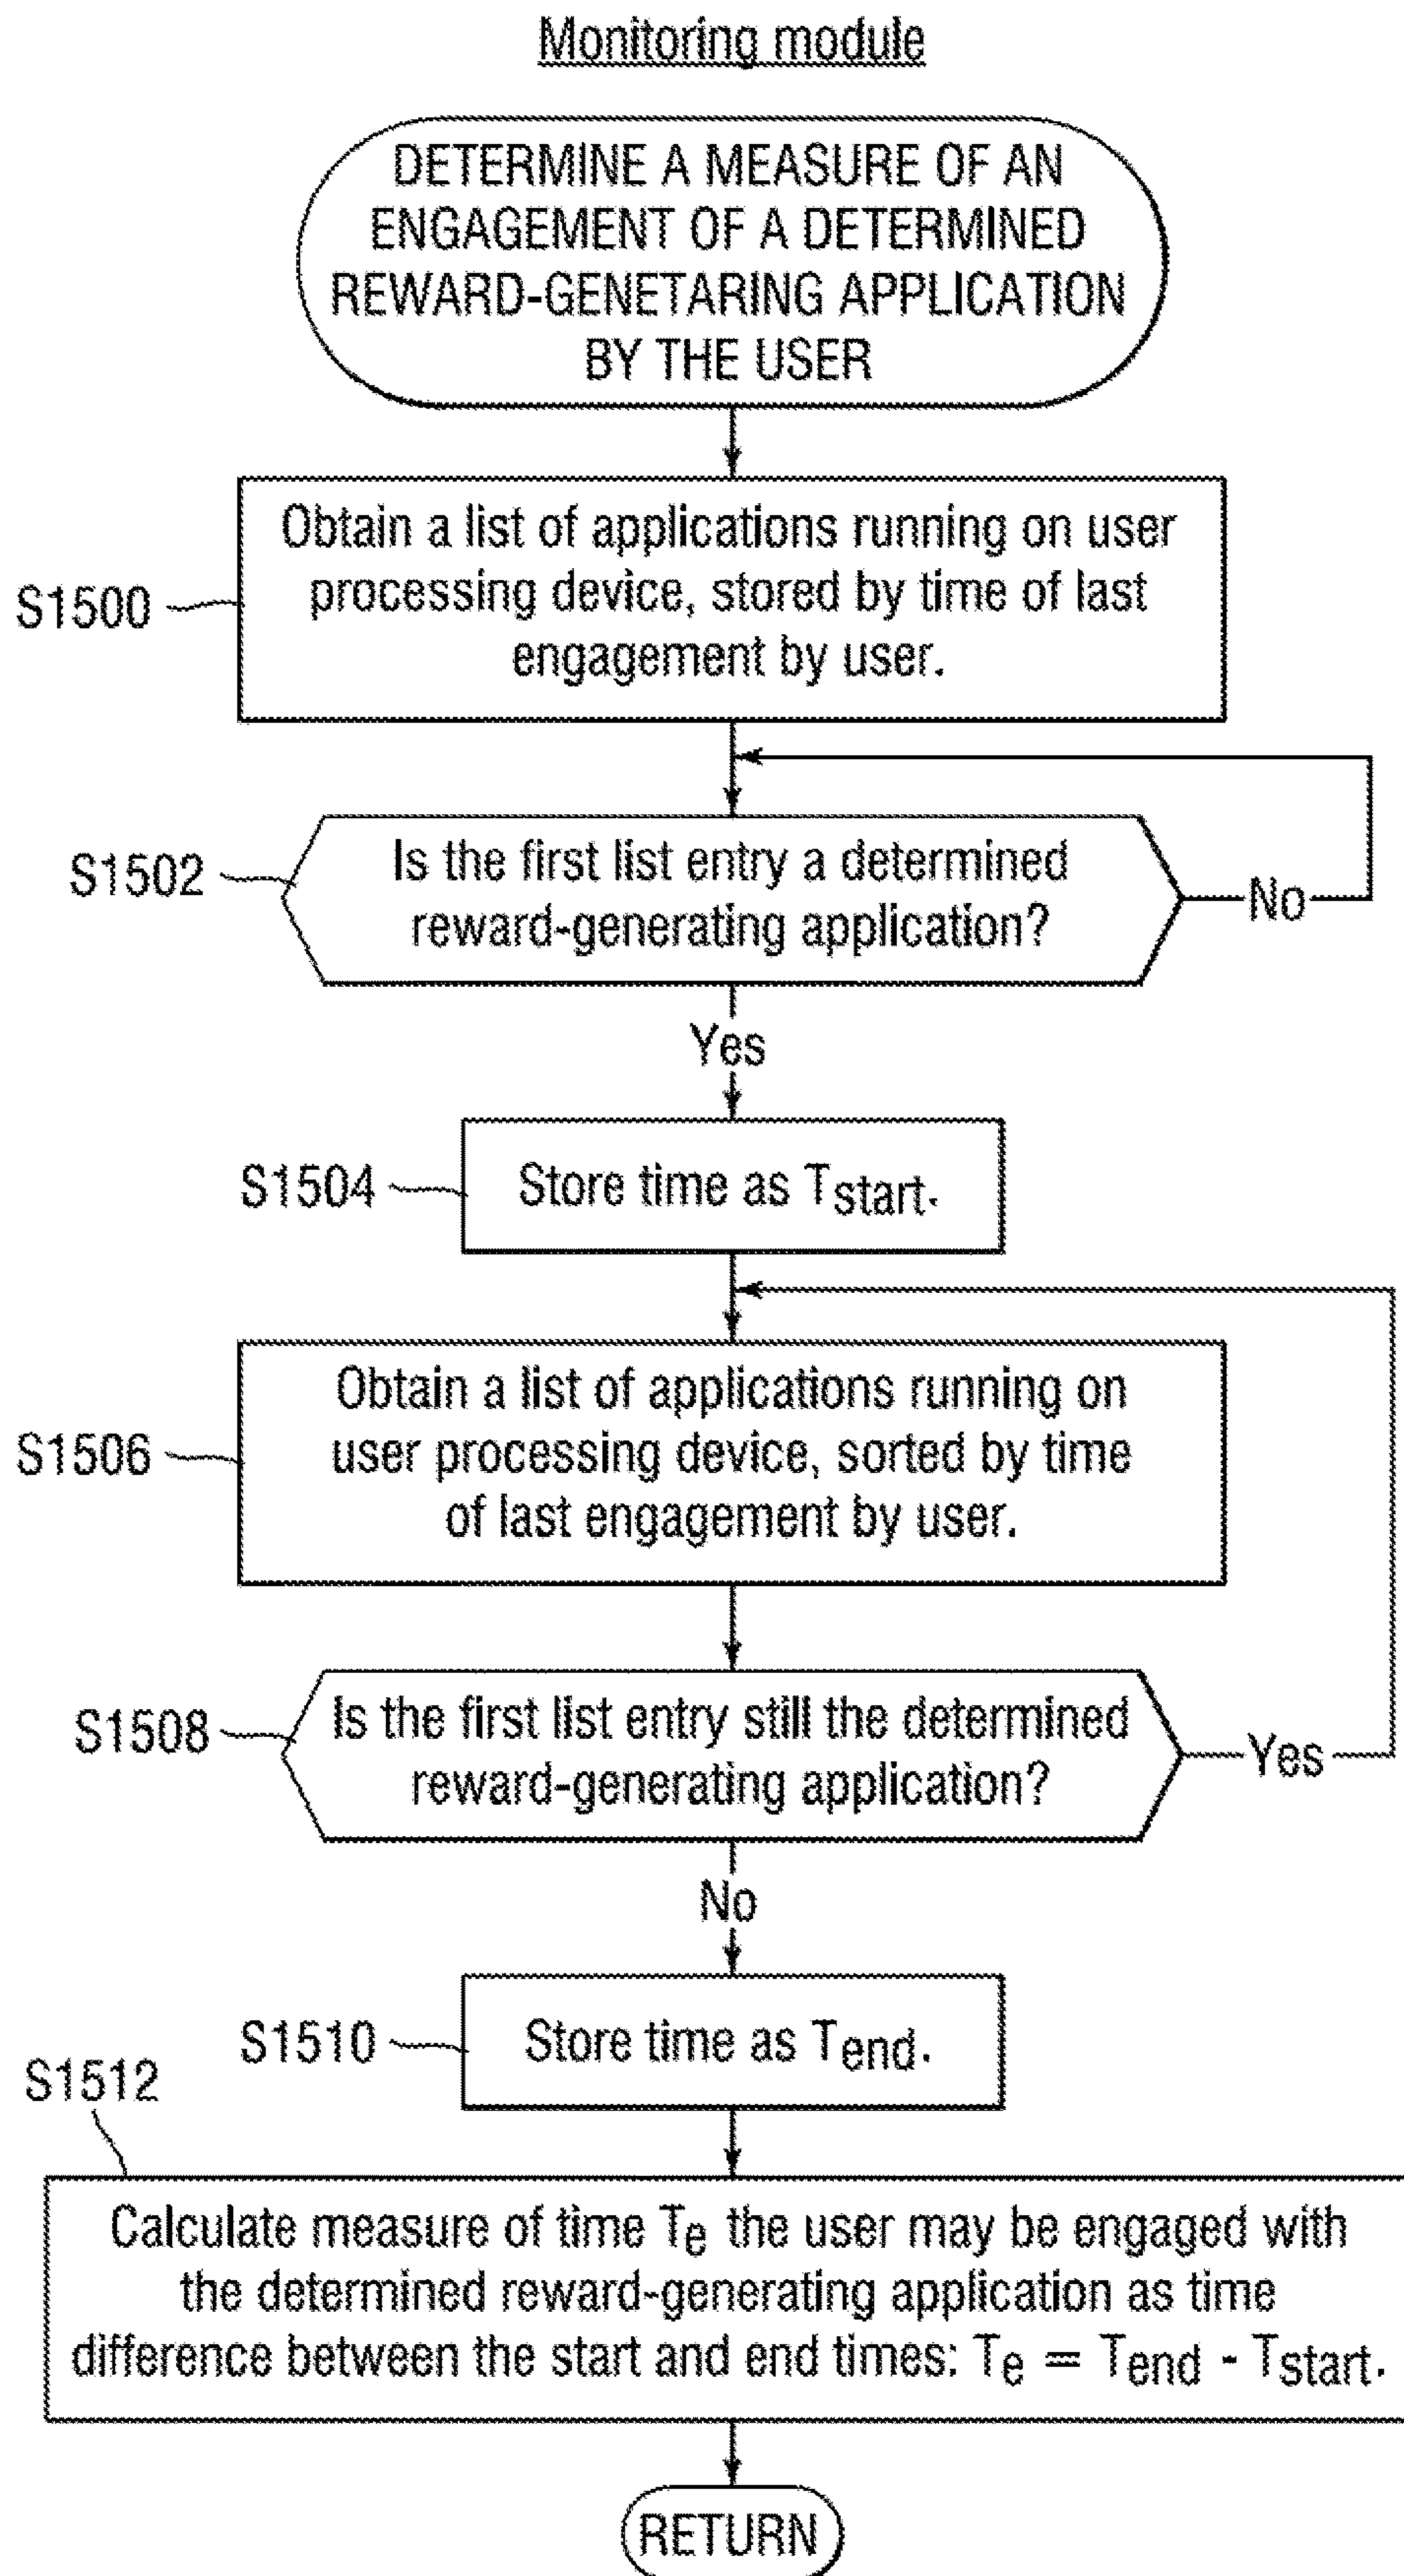 Monitoring module
DETERMINE A MEASURE OF AN
ENGAGEMENT OF A DETERMINED
REWARD-GENETARING APPLICATION
BY THE USER
S1500
Obtain a list of applications running on user
processing device, stored by time of last
engagement by user.
S1502
Is the first list entry a determined
reward-generating application?
No
Yes
S1504
Store time as Tstart.
S1506
Obtain a list of applications running on
user processing device, sorted by time
of last engagement by user.
S1508
Is the first list entry still the determined
reward-generating application?
Yes
No
S1510
Store time as Tend.
S1512
Calculate measure of time Te the user may be engaged with
the determined reward-generating application as time
difference between the start and end times: Te = Tend - Tstart.
RETURN